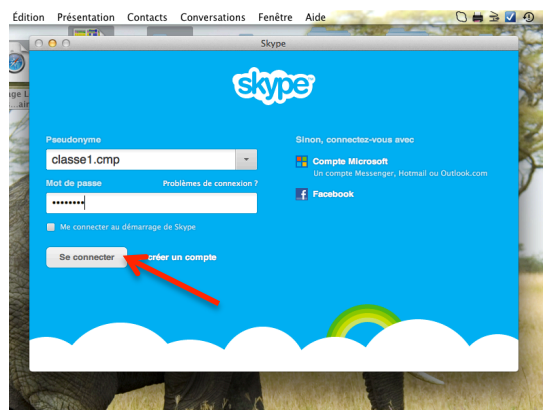 Édition Présentation Contacts Conversations Fenêtre Aide
Skype
skype
Pseudonyme
classe1.cmp
Mot de passe Problèmes de connexion ?
••••••••
Me connecter au démarrage de Skype
Se connecter créer un compte
Sinon, connectez-vous avec
Compte Microsoft
Un compte Messenger, Hotmail ou Outlook.com
Facebook